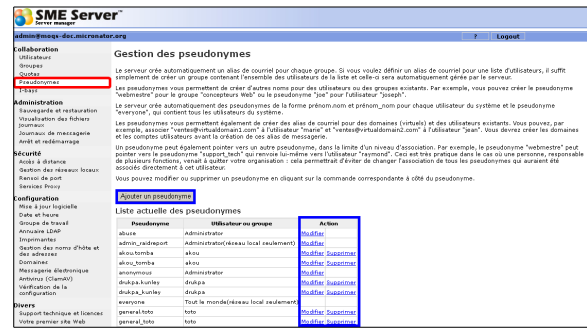 SME Server™
Server manager
admin@moqs-doc.micronator.org
? Logout
Collaboration
Utilisateurs
Groupes
Quotas
Pseudonymes
I-bays
Administration
Sauvegarde et restauration
Visualisation des fichiers
journaux
Journaux de messagerie
Arrêt et redémarrage
Sécurité
Accès à distance
Gestion des réseaux locaux
Renvoi de port
Services Proxy
Configuration
Mise à jour logicielle
Date et heure
Groupe de travail
Annuaire LDAP
Imprimantes
Gestion des noms d'hôte et
des adresses
Domaines
Messagerie électronique
Antivirus (ClamAV)
Vérification de la
configuration
Divers
Support technique et licences
Votre premier site Web
Gestion des pseudonymes
Le serveur crée automatiquement un alias de courriel pour chaque groupe. Si vous voulez définir un alias de courriel pour une liste d'utilisateurs, il suffit
simplement de créer un groupe contenant l'ensemble des utilisateurs de la liste et celle-ci sera automatiquement gérée par le serveur.
Les pseudonymes vous permettent de créer d'autres noms pour des utilisateurs ou des groupes existants. Par exemple, vous pouvez créer le pseudonyme
"webmestre" pour le groupe "concepteurs Web" ou le pseudonyme "joe" pour l'utilisateur "joseph".
Le serveur crée automatiquement des pseudonymes de la forme prénom.nom et prénom_nom pour chaque utilisateur du système et le pseudonyme
"everyone", qui contient tous les utilisateurs du système.
Les pseudonymes vous permettent également de créer des alias de courriel pour des domaines (virtuels) et des utilisateurs existants. Vous pouvez, par
exemple, associer "ventes@virtualdomain1.com" à l'utilisateur "marie" et "ventes@virtualdomain2.com" à l'utilisateur "jean". Vous devrez créer les domaines
et les comptes utilisateurs avant la création de ces alias de messagerie.
Un pseudonyme peut également pointer vers un autre pseudonyme, dans la limite d'un niveau d'association. Par exemple, le pseudonyme "webmestre" peut
pointer vers le pseudonyme "support_tech" qui renvoie lui-même vers l'utilisateur "raymond". Ceci est très pratique dans le cas où une personne, responsable
de plusieurs fonctions, venait à quitter votre organisation : cela permettrait d'éviter de changer l'association de tous les pseudonymes qui auraient été
associés directement à cet utilisateur.
Vous pouvez modifier ou supprimer un pseudonyme en cliquant sur la commande correspondante à côté du pseudonyme.
Ajouter un pseudonyme
Liste actuelle des pseudonymes
Pseudonyme Utilisateur ou groupe Action
abuse Administrator Modifier
admin_raidreport Administrator(réseau local seulement) Modifier
akou.tomba akou Modifier Supprimer
akou_tomba akou Modifier Supprimer
anonymous Administrator Modifier
drukpa.kunley drukpa Modifier Supprimer
drukpa_kunley drukpa Modifier Supprimer
everyone Tout le monde(réseau local seulement)
general.toto toto Modifier Supprimer
general_toto toto Modifier Supprimer